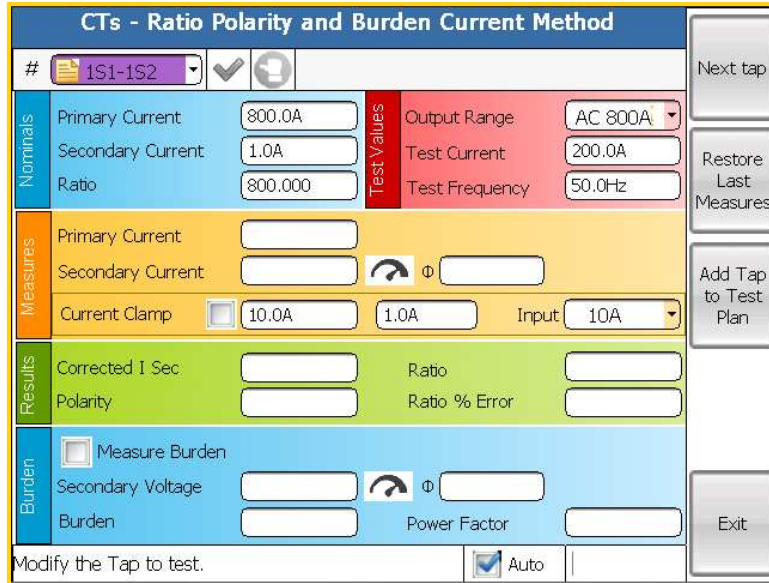 CTs - Ratio Polarity and Burden Current Method
# 1S1-1S2
Next tap
Nominals
Primary Current 800.0A
Secondary Current 1.0A
Ratio 800.000
Test Values
Output Range AC 800A
Test Current 200.0A
Test Frequency 50.0Hz
Restore
Last
Measures
Measures
Primary Current
Secondary Current Φ
Current Clamp 10.0A 1.0A Input 10A
Add Tap
to Test
Plan
Results
Corrected I Sec Ratio
Polarity Ratio % Error
Burden
Measure Burden
Secondary Voltage Φ
Burden Power Factor
Exit
Modify the Tap to test. Auto